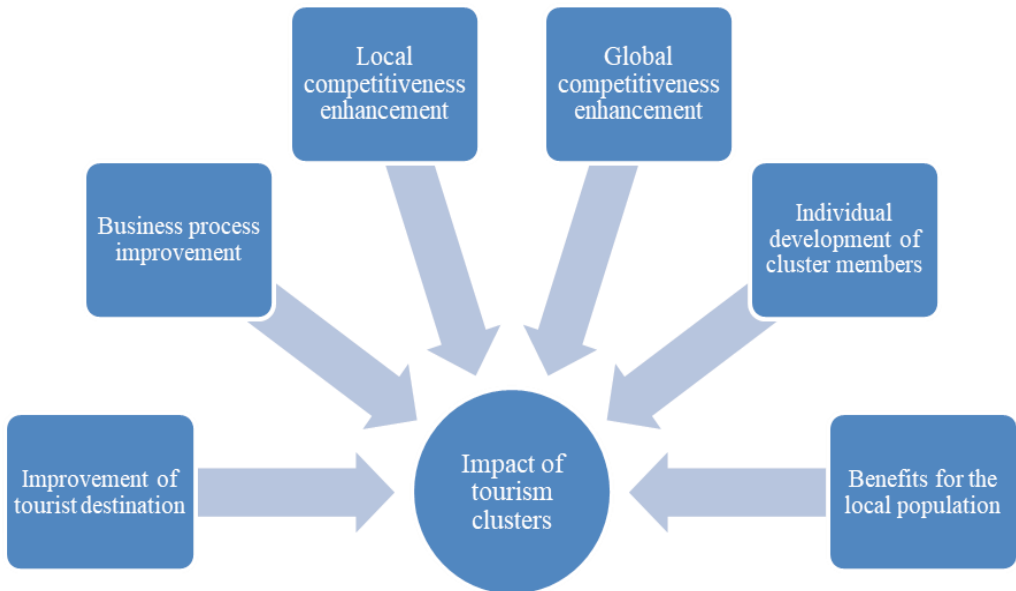 Local
competitiveness
enhancement
Global
competitiveness
enhancement
Business process
improvement
Individual
development of
cluster members
Improvement of
tourist destination
Impact of
tourism
clusters
Benefits for the
local population